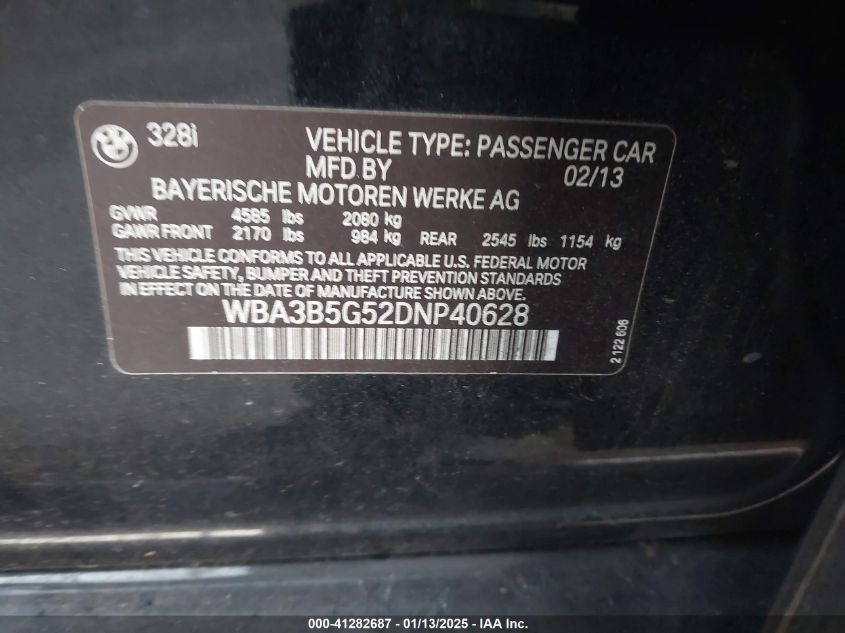 328i VEHICLE TYPE: PASSENGER CAR
MFD BY 02/13
BAYERISCHE MOTOREN WERKE AG
GVWR 4585 lbs 2080 kg
GAWR FRONT 2170 lbs 984 kg REAR 2545 lbs 1154 kg
THIS VEHICLE CONFORMS TO ALL APPLICABLE U.S. FEDERAL MOTOR
VEHICLE SAFETY, BUMPER AND THEFT PREVENTION STANDARDS
IN EFFECT ON THE DATE OF MANUFACTURE SHOWN ABOVE.
WBA3B5G52DNP40628
2 122 606
000-41282687 - 01/13/2025 - IAA Inc.